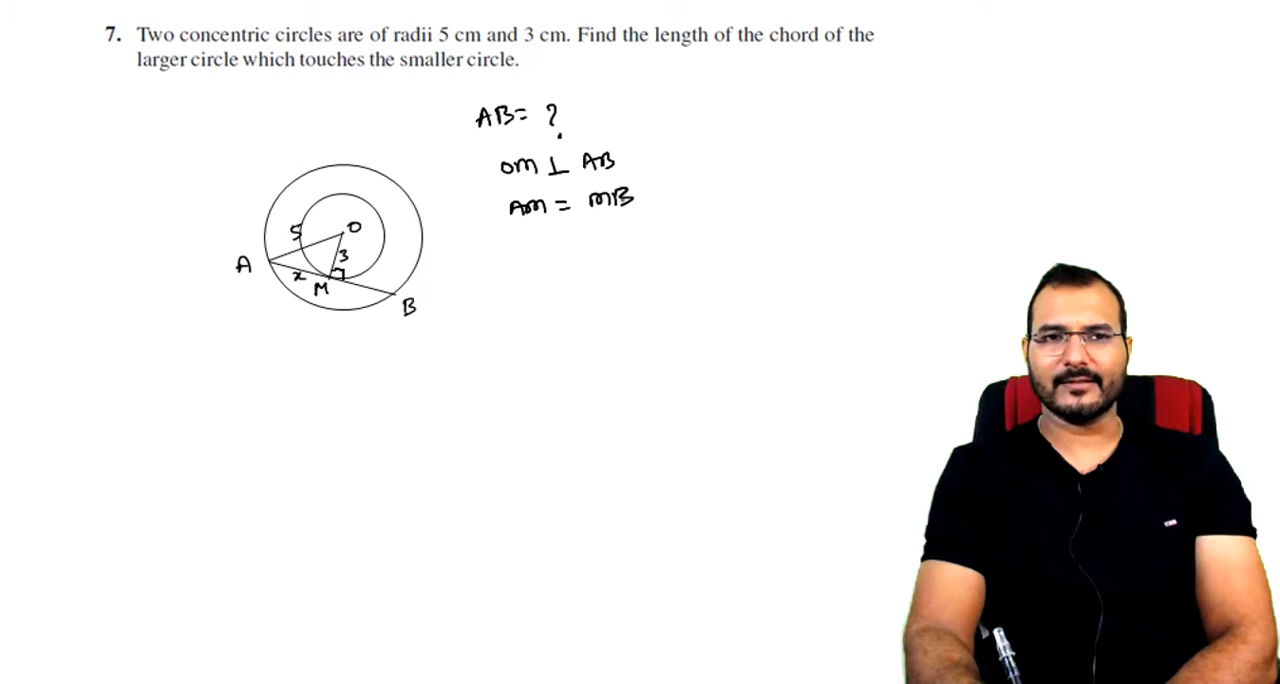 7. Two concentric circles are of radii 5 cm and 3 cm. Find the length of the chord of the
larger circle which touches the smaller circle.
AB = ?
OM ⊥ AB
AM = MB
5
O
3
A
x
M
B